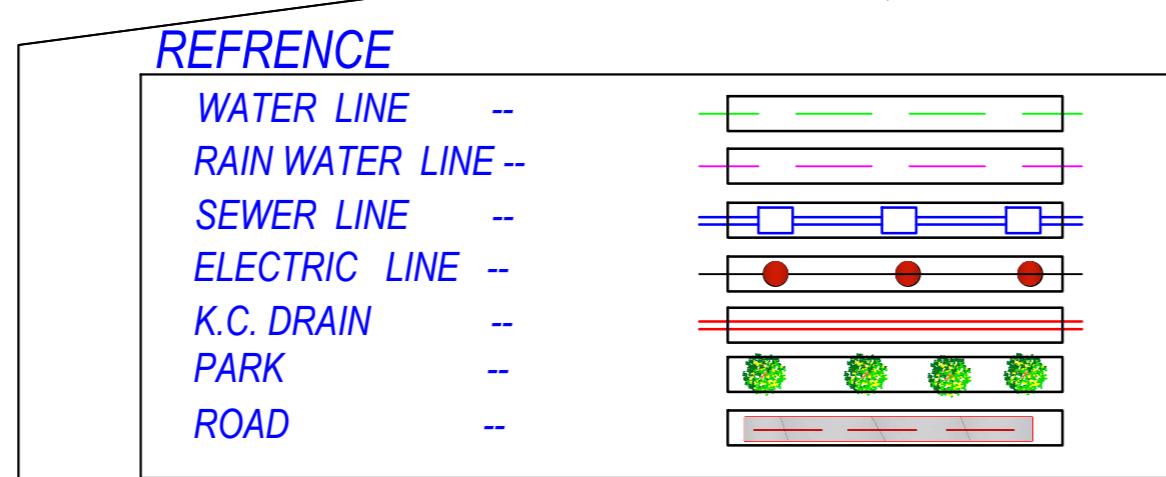 REFRENCE
WATER LINE --
RAIN WATER LINE --
SEWER LINE --
ELECTRIC LINE --
K.C. DRAIN --
PARK --
ROAD --